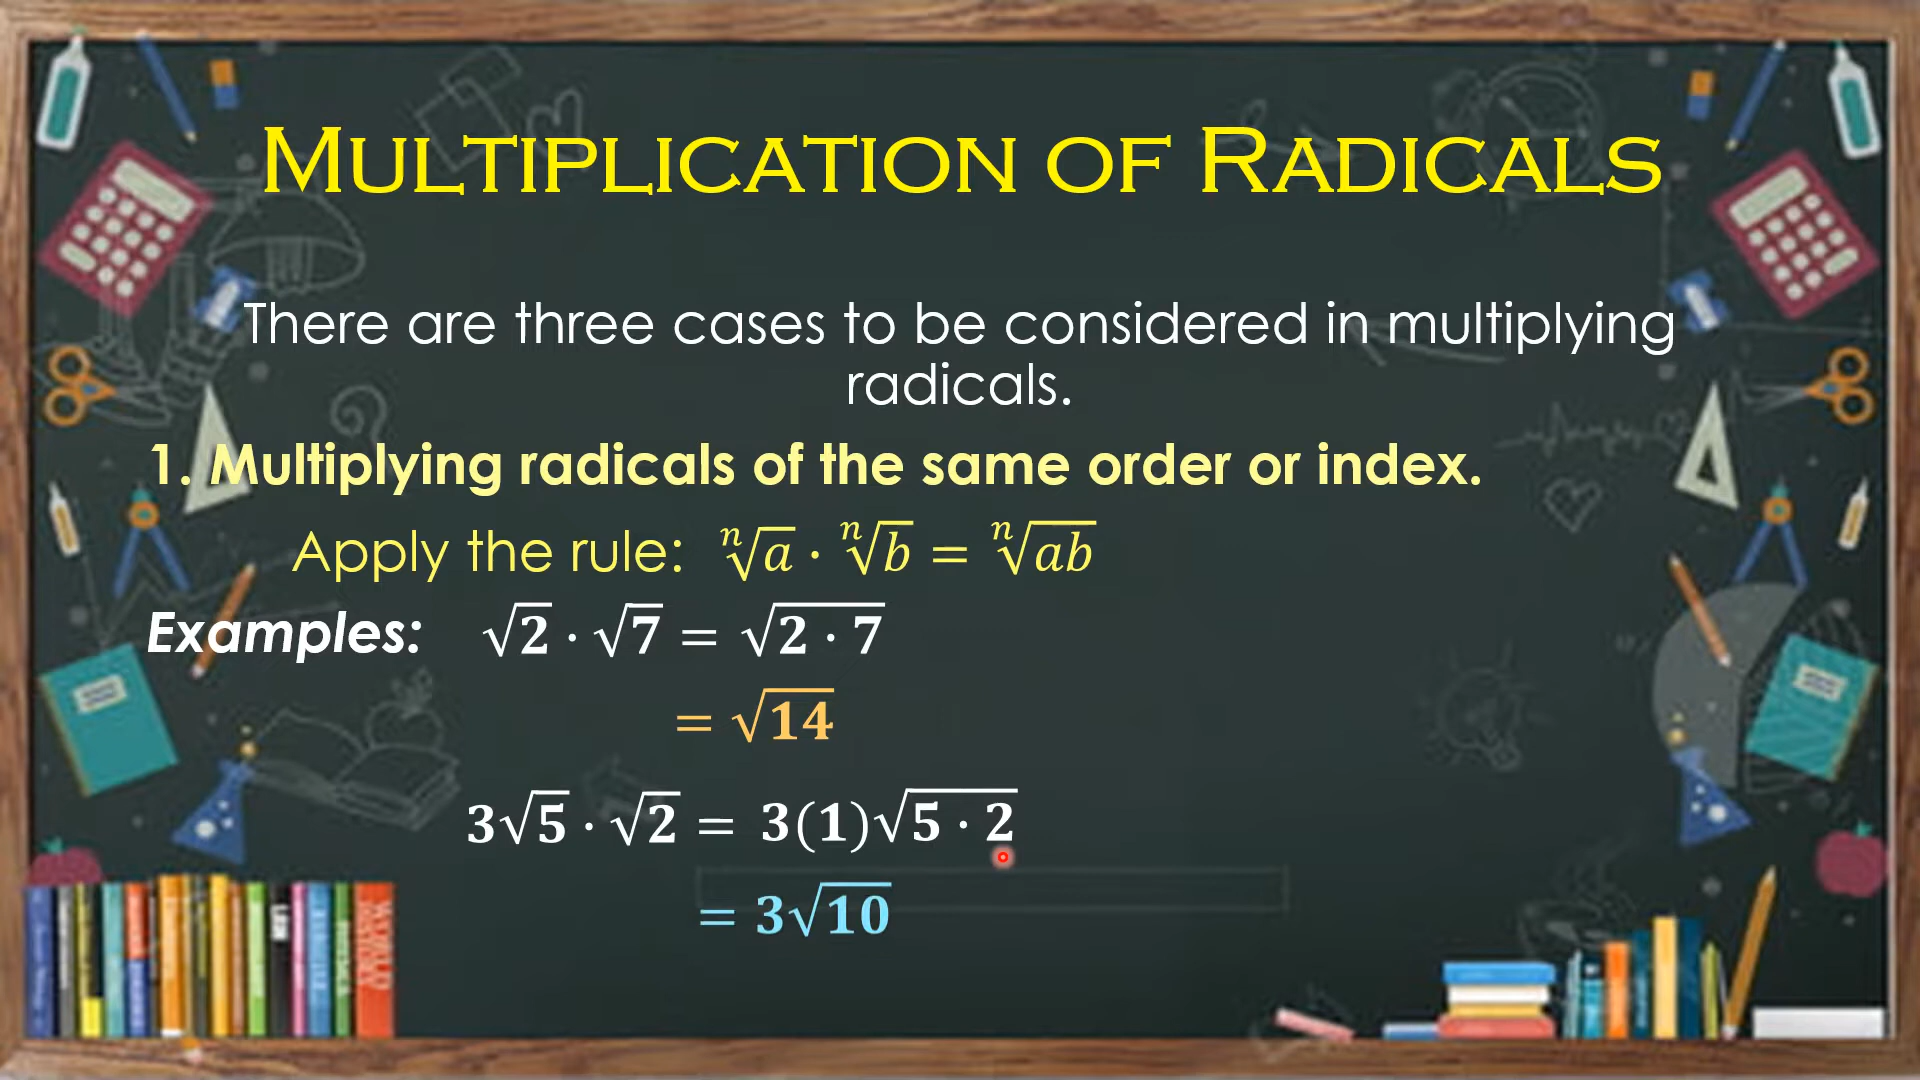 MULTIPLICATION OF RADICALS
There are three cases to be considered in multiplying
radicals.
1. Multiplying radicals of the same order or index.
Apply the rule: ⁿ√a · ⁿ√b = ⁿ√ab
Examples: √2 · √7 = √2 · 7
= √14
3√5 · √2 = 3(1)√5 · 2
= 3√10